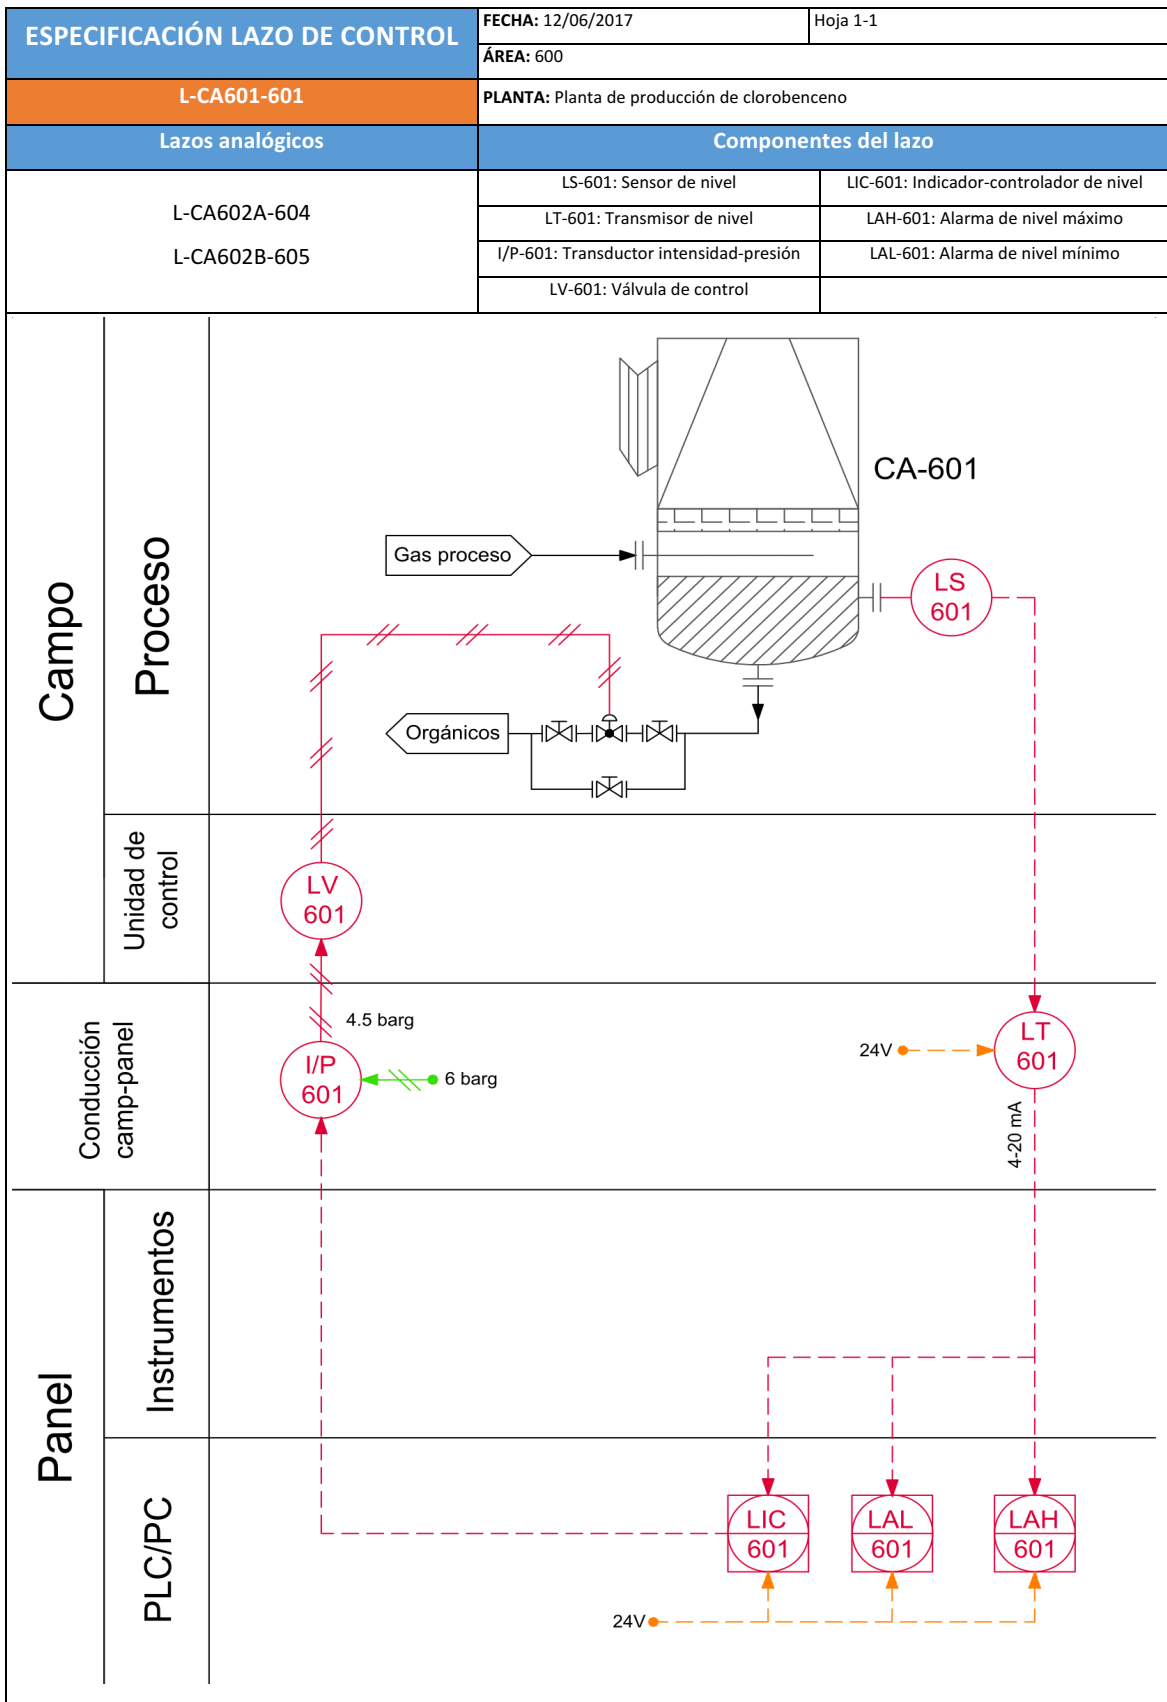 ESPECIFICACIÓN LAZO DE CONTROL
FECHA: 12/06/2017
Hoja 1-1
ÁREA: 600
L-CA601-601
PLANTA: Planta de producción de clorobenceno
Lazos analógicos
Componentes del lazo
L-CA602A-604
L-CA602B-605
LS-601: Sensor de nivel
LIC-601: Indicador-controlador de nivel
LT-601: Transmisor de nivel
LAH-601: Alarma de nivel máximo
I/P-601: Transductor intensidad-presión
LAL-601: Alarma de nivel mínimo
LV-601: Válvula de control
Campo
Proceso
CA-601
Gas proceso
LS
601
Orgánicos
Unidad de
control
LV
601
Conducción
camp-panel
4.5 barg
I/P
601
6 barg
24V
LT
601
4-20 mA
Panel
Instrumentos
PLC/PC
LIC
601
LAL
601
LAH
601
24V